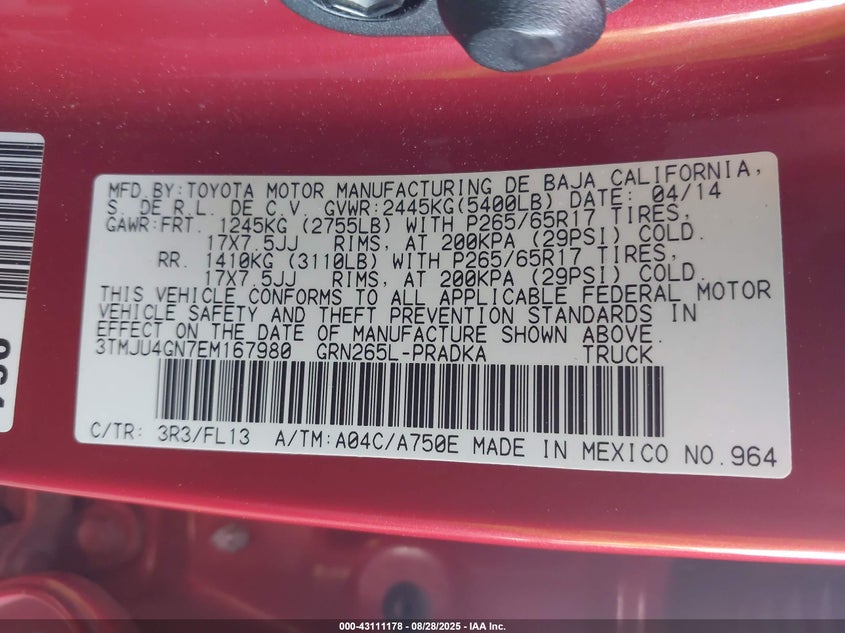 MFD.BY:TOYOTA MOTOR MANUFACTURING DE BAJA CALIFORNIA,
S. DE R.L. DE C.V. GVWR:2445KG(5400LB) DATE: 04/14
GAWR:FRT. 1245KG (2755LB) WITH P265/65R17 TIRES,
17X7.5JJ RIMS, AT 200KPA (29PSI) COLD.
RR. 1410KG (3110LB) WITH P265/65R17 TIRES,
17X7.5JJ RIMS, AT 200KPA (29PSI) COLD.
THIS VEHICLE CONFORMS TO ALL APPLICABLE FEDERAL MOTOR
VEHICLE SAFETY AND THEFT PREVENTION STANDARDS IN
EFFECT ON THE DATE OF MANUFACTURE SHOWN ABOVE.
3TMJU4GN7EM167980 GRN265L-PRADKA TRUCK
C/TR: 3R3/FL13 A/TM:A04C/A750E MADE IN MEXICO NO.964
000-43111178 - 08/28/2025 - IAA Inc.